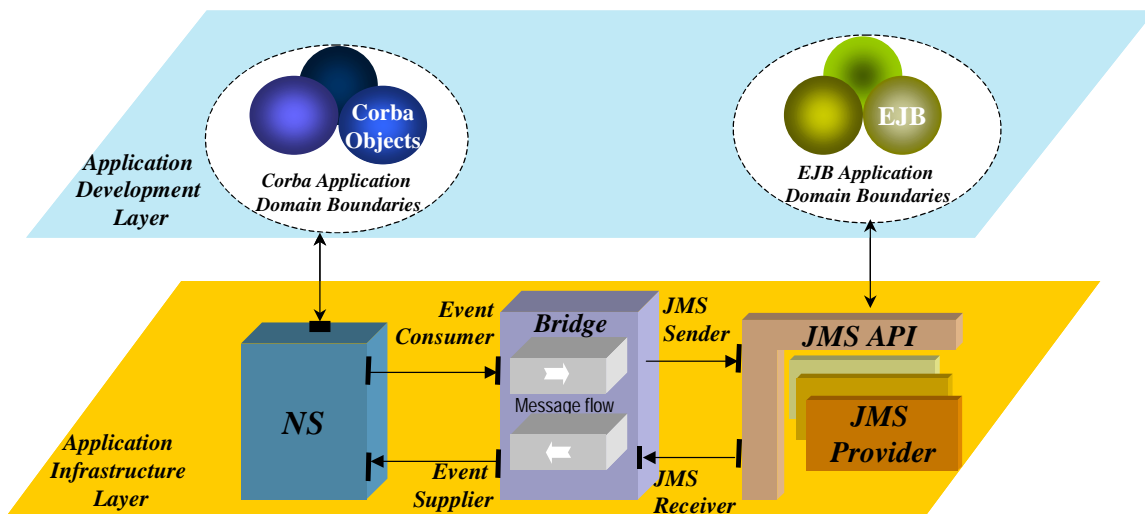 Corba
Objects
Corba Application
Domain Boundaries
EJB
EJB Application
Domain Boundaries
Application
Development
Layer
Event
Consumer
Bridge
JMS
Sender
JMS API
NS
Message flow
JMS
Provider
Application
Infrastructure
Layer
Event
Supplier
JMS
Receiver